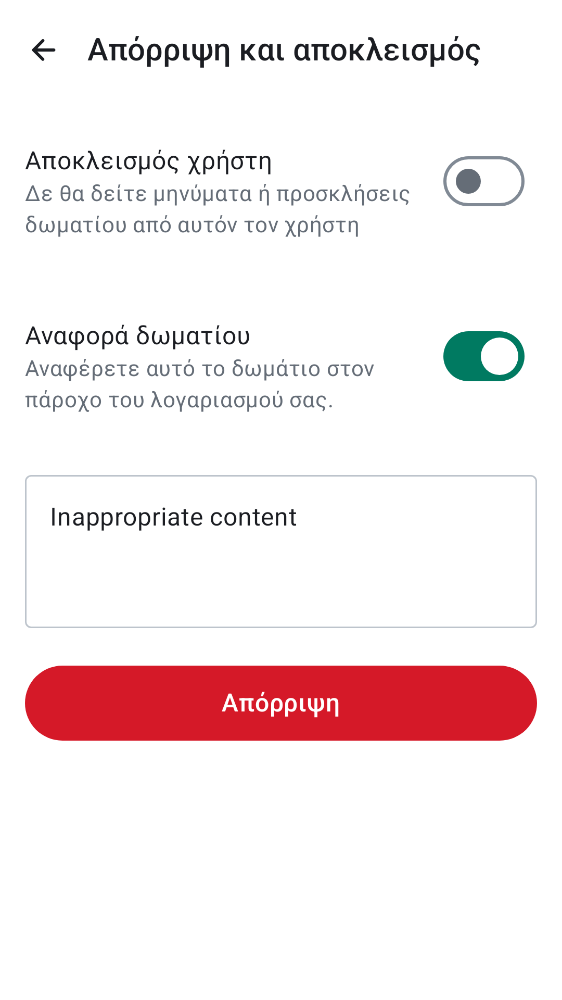 Απόρριψη και αποκλεισμός
Αποκλεισμός χρήστη
Δε θα δείτε μηνύματα ή προσκλήσεις
δωματίου από αυτόν τον χρήστη
Αναφορά δωματίου
Αναφέρετε αυτό το δωμάτιο στον
πάροχο του λογαριασμού σας.
Inappropriate content
Απόρριψη